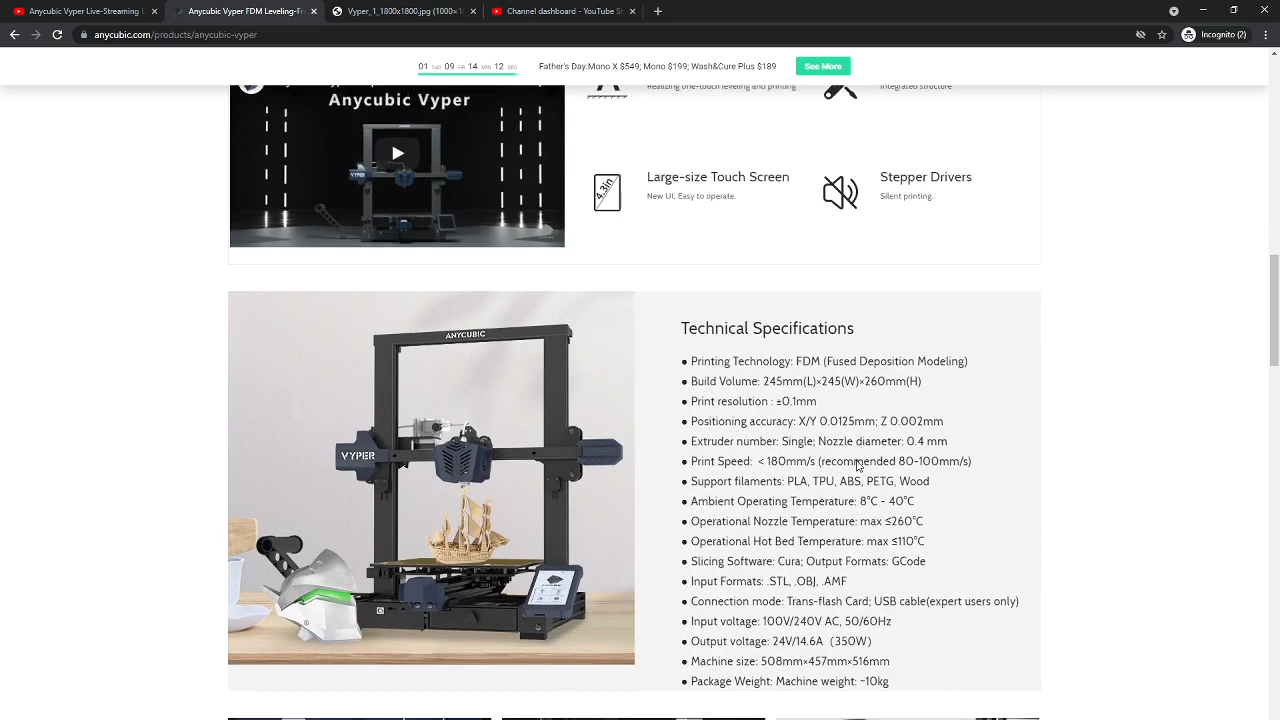 Anycubic Vyper Live-Streaming L
Anycubic Vyper FDM Leveling-Fr
Vyper_1_1800x1800.jpg (1000×1
Channel dashboard - YouTube St
anycubic.com/products/anycubic-vyper
Incognito (2)
01 DAY 09 HR 14 MIN 12 SEC
Father's Day:Mono X $549; Mono $199; Wash&Cure Plus $189
See More
Realizing one-touch leveling and printing
Integrated structure
Anycubic Vyper
VYPER
4.3in
Large-size Touch Screen
New UI, Easy to operate.
Stepper Drivers
Silent printing.
ANYCUBIC
VYPER
Technical Specifications
● Printing Technology: FDM (Fused Deposition Modeling)
● Build Volume: 245mm(L)×245(W)×260mm(H)
● Print resolution : ±0.1mm
● Positioning accuracy: X/Y 0.0125mm; Z 0.002mm
● Extruder number: Single; Nozzle diameter: 0.4 mm
● Print Speed: < 180mm/s (recommended 80-100mm/s)
● Support filaments: PLA, TPU, ABS, PETG, Wood
● Ambient Operating Temperature: 8°C - 40°C
● Operational Nozzle Temperature: max ≤260°C
● Operational Hot Bed Temperature: max ≤110°C
● Slicing Software: Cura; Output Formats: GCode
● Input Formats: .STL, .OBJ, .AMF
● Connection mode: Trans-flash Card; USB cable(expert users only)
● Input voltage: 100V/240V AC, 50/60Hz
● Output voltage: 24V/14.6A（350W）
● Machine size: 508mm×457mm×516mm
● Package Weight: Machine weight: ~10kg